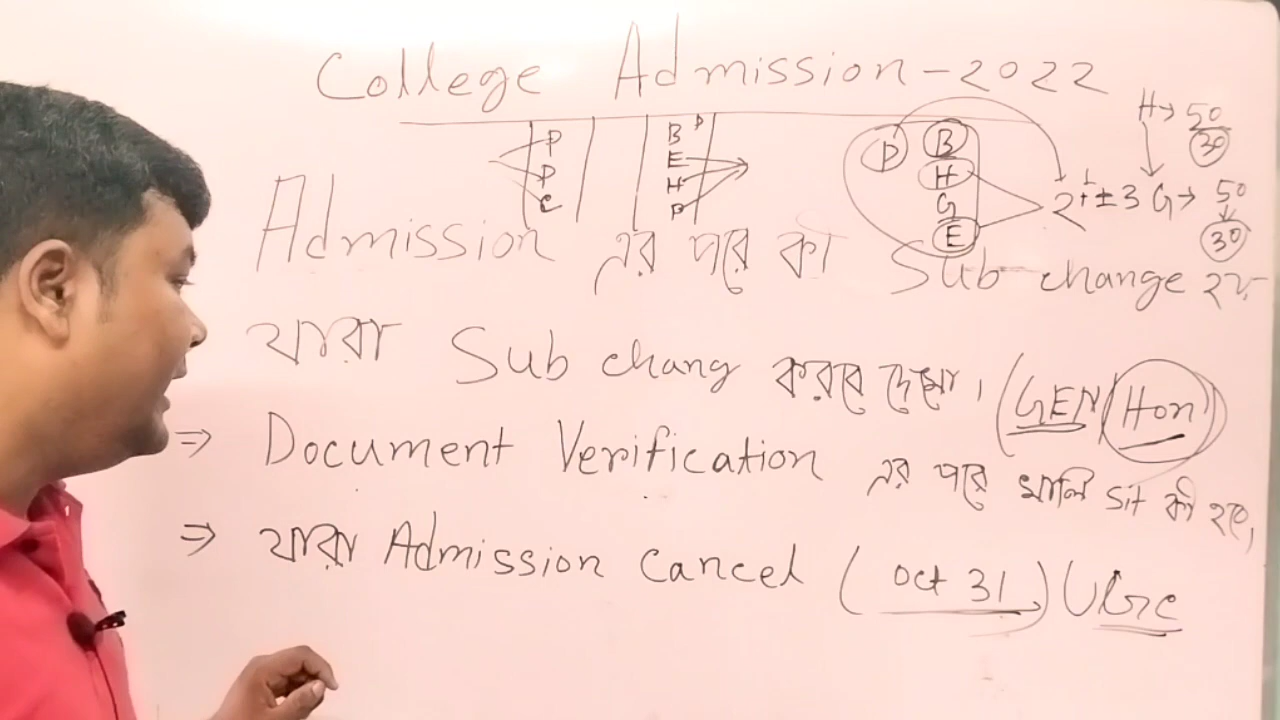 College Admission - 2022
P
P
C
B
E
H
P
P
B
H
G
E
2
± 3
H → 50
30
G → 50
30
Admission এর পরে কী Sub change হয়
যারা Sub chang করবে দেখো। (GEN/Hon)
⇒ Document Verification এর পরে খালি sit কী হবে,
⇒ যারা Admission cancel (oct 31) UGC